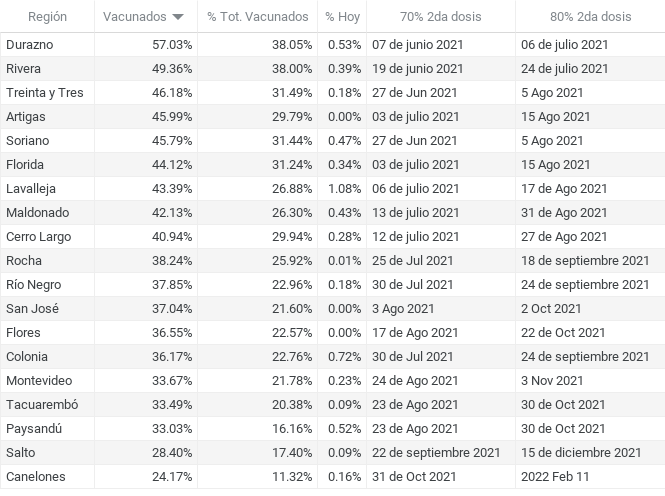 Región Vacunados % Tot. Vacunados % Hoy 70% 2da dosis 80% 2da dosis
Durazno 57.03% 38.05% 0.53% 07 de junio 2021 06 de julio 2021
Rivera 49.36% 38.00% 0.39% 19 de junio 2021 24 de julio 2021
Treinta y Tres 46.18% 31.49% 0.18% 27 de Jun 2021 5 Ago 2021
Artigas 45.99% 29.79% 0.00% 03 de julio 2021 15 Ago 2021
Soriano 45.79% 31.44% 0.47% 27 de Jun 2021 5 Ago 2021
Florida 44.12% 31.24% 0.34% 03 de julio 2021 15 Ago 2021
Lavalleja 43.39% 26.88% 1.08% 06 de julio 2021 17 de Ago 2021
Maldonado 42.13% 26.30% 0.43% 13 de julio 2021 31 de Ago 2021
Cerro Largo 40.94% 29.94% 0.28% 12 de julio 2021 27 de Ago 2021
Rocha 38.24% 25.92% 0.01% 25 de Jul 2021 18 de septiembre 2021
Río Negro 37.85% 22.96% 0.18% 30 de Jul 2021 24 de septiembre 2021
San José 37.04% 21.60% 0.00% 3 Ago 2021 2 Oct 2021
Flores 36.55% 22.57% 0.00% 17 de Ago 2021 22 de Oct 2021
Colonia 36.17% 22.76% 0.72% 30 de Jul 2021 24 de septiembre 2021
Montevideo 33.67% 21.78% 0.23% 24 de Ago 2021 3 Nov 2021
Tacuarembó 33.49% 20.38% 0.09% 23 de Ago 2021 30 de Oct 2021
Paysandú 33.03% 16.16% 0.52% 23 de Ago 2021 30 de Oct 2021
Salto 28.40% 17.40% 0.09% 22 de septiembre 2021 15 de diciembre 2021
Canelones 24.17% 11.32% 0.16% 31 de Oct 2021 2022 Feb 11